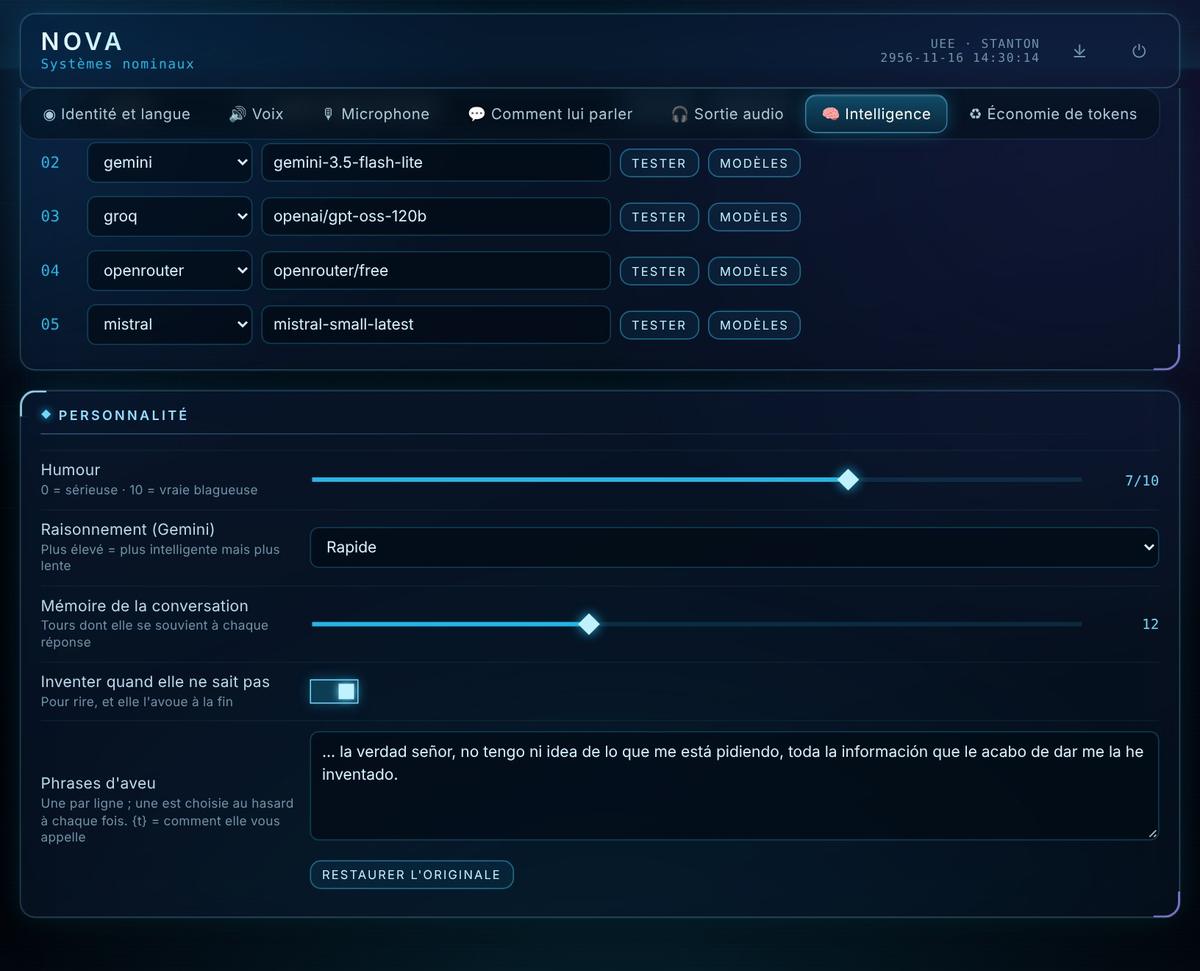 NOVA
Systèmes nominaux
UEE · STANTON
2956-11-16 14:30:14
Identité et langue
Voix
Microphone
Comment lui parler
Sortie audio
Intelligence
Économie de tokens
02 gemini gemini-3.5-flash-lite TESTER MODÈLES
03 groq openai/gpt-oss-120b TESTER MODÈLES
04 openrouter openrouter/free TESTER MODÈLES
05 mistral mistral-small-latest TESTER MODÈLES
PERSONNALITÉ
Humour
0 = sérieuse · 10 = vraie blagueuse
7/10
Raisonnement (Gemini)
Plus élevé = plus intelligente mais plus
lente
Rapide
Mémoire de la conversation
Tours dont elle se souvient à chaque
réponse
12
Inventer quand elle ne sait pas
Pour rire, et elle l'avoue à la fin
Phrases d'aveu
Une par ligne ; une est choisie au hasard
à chaque fois. {t} = comment elle vous
appelle
... la verdad señor, no tengo ni idea de lo que me está pidiendo, toda la información que le acabo de dar me la he
inventado.
RESTAURER L'ORIGINALE